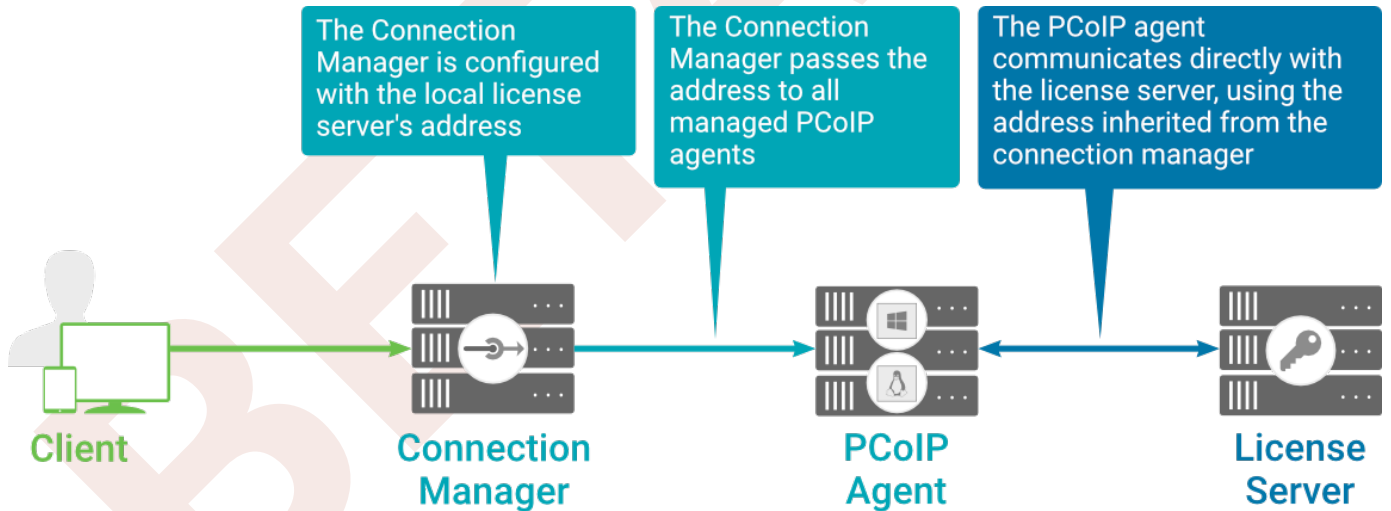 The Connection
Manager is configured
with the local license
server's address
The Connection
Manager passes the
address to all
managed PCoIP
agents
The PCoIP agent
communicates directly with
the license server, using the
address inherited from the
connection manager
Client
Connection
Manager
PCoIP
Agent
License
Server